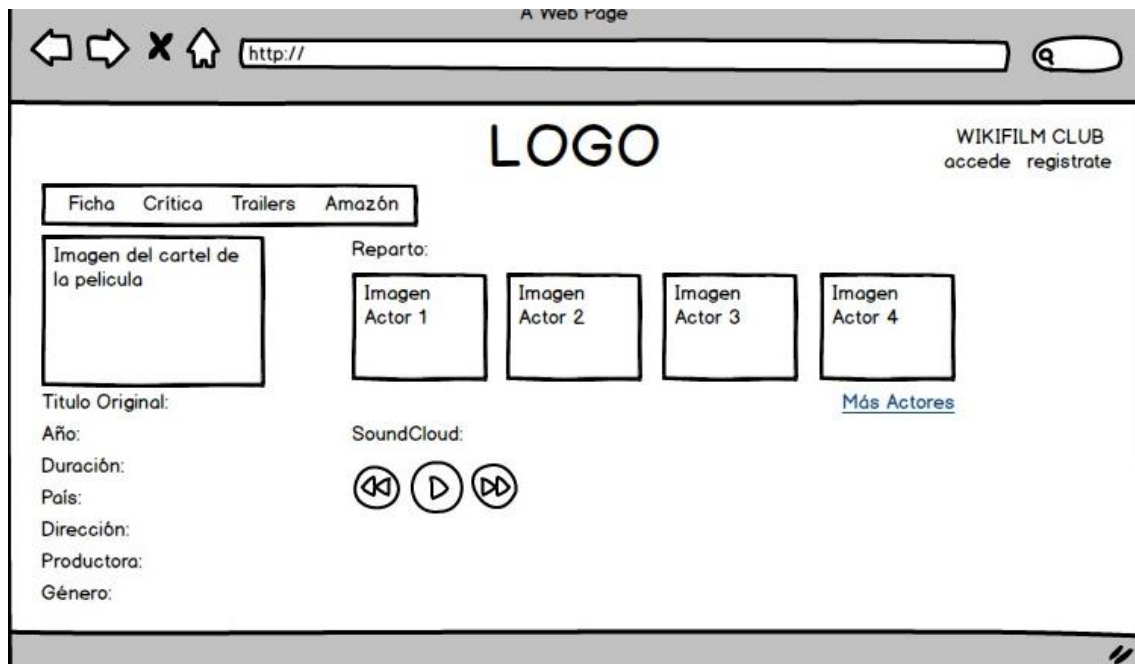 A Web Page
http://
LOGO
WIKIFILM CLUB
accede registrate
Ficha Crítica Trailers Amazón
Imagen del cartel de
la pelicula
Reparto:
Imagen
Actor 1
Imagen
Actor 2
Imagen
Actor 3
Imagen
Actor 4
Más Actores
Titulo Original:
Año:
Duración:
País:
Dirección:
Productora:
Género:
SoundCloud: